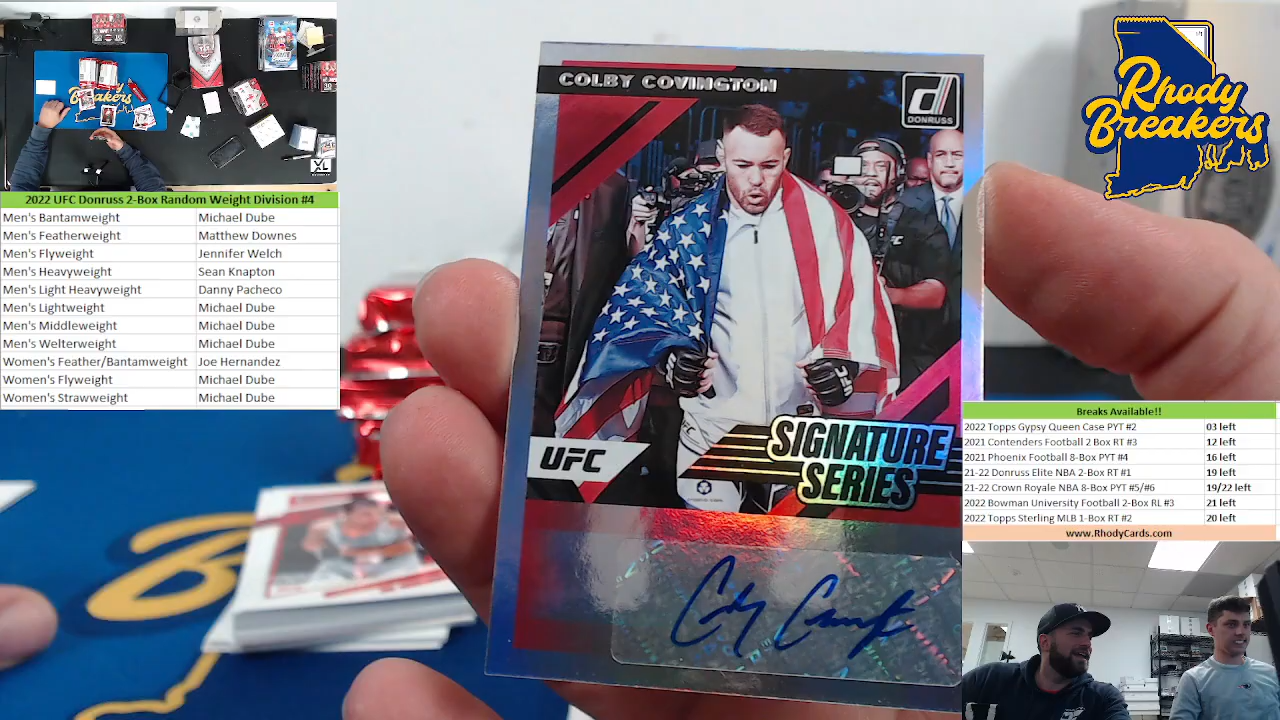 2022 UFC Donruss 2-Box Random Weight Division #4
Men's Bantamweight Michael Dube
Men's Featherweight Matthew Downes
Men's Flyweight Jennifer Welch
Men's Heavyweight Sean Knapton
Men's Light Heavyweight Danny Pacheco
Men's Lightweight Michael Dube
Men's Middleweight Michael Dube
Men's Welterweight Michael Dube
Women's Feather/Bantamweight Joe Hernandez
Women's Flyweight Michael Dube
Women's Strawweight Michael Dube
COLBY COVINGTON
d
DONRUSS
UFC
UFC
SIGNATURE
SERIES
Colby Covington
Rhody
Breakers
1/1
Breakers
XL
Breaks Available!!
2022 Topps Gypsy Queen Case PYT #2 03 left
2021 Contenders Football 2 Box RT #3 12 left
2021 Phoenix Football 8-Box PYT #4 16 left
21-22 Donruss Elite NBA 2-Box RT #1 19 left
21-22 Crown Royale NBA 8-Box PYT #5/#6 19/22 left
2022 Bowman University Football 2-Box RL #3 21 left
2022 Topps Sterling MLB 1-Box RT #2 20 left
www.RhodyCards.com